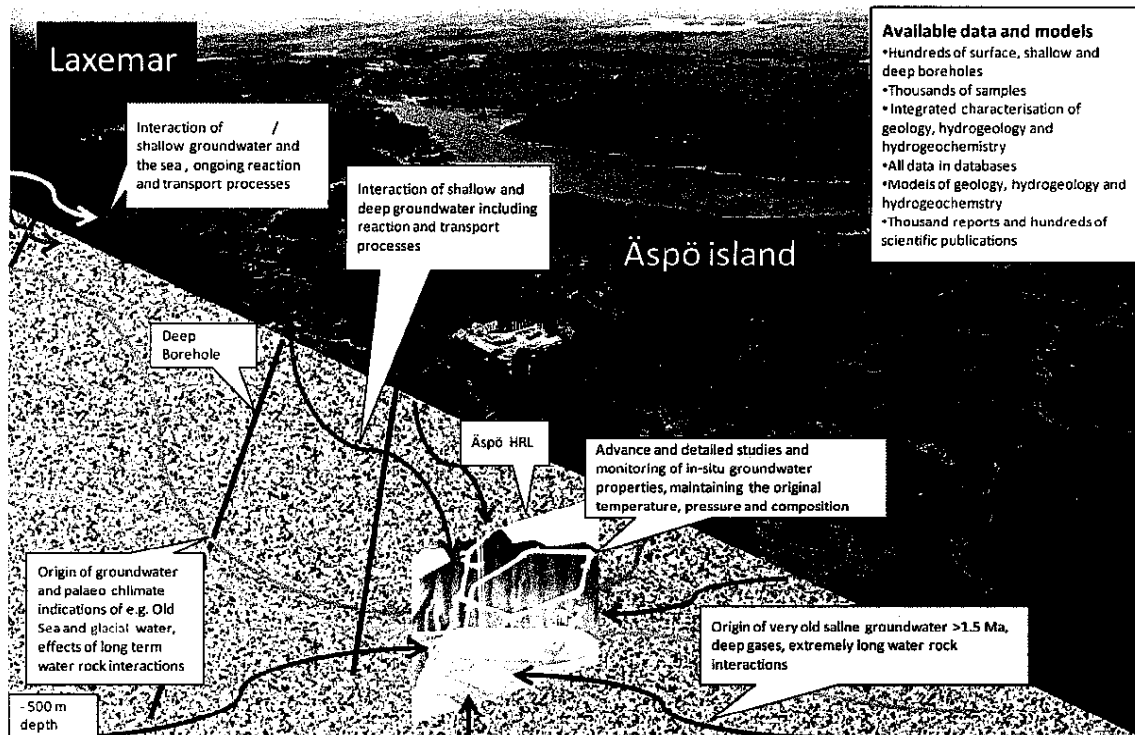 Laxemar
Interaction of /
shallow groundwater and
the sea , ongoing reaction
and transport processes
Interaction of shallow and
deep groundwater including
reaction and transport
processes
Available data and models
•Hundreds of surface, shallow and
deep boreholes
•Thousands of samples
•Integrated characterisation of
geology, hydrogeology and
hydrogeochemistry
•All data in databases
•Models of geology, hydrogeology and
hydrogeochemstry
•Thousand reports and hundreds of
scientific publications
Äspö island
Deep
Borehole
Äspö HRL
Advance and detailed studies and
monitoring of in-situ groundwater
properties, maintaining the original
temperature, pressure and composition
Origin of groundwater
and palaeo chlimate
indications of e.g. Old
Sea and glacial water,
effects of long term
water rock interactions
Origin of very old saline groundwater >1.5 Ma,
deep gases, extremely long water rock
interactions
- 500 m
depth